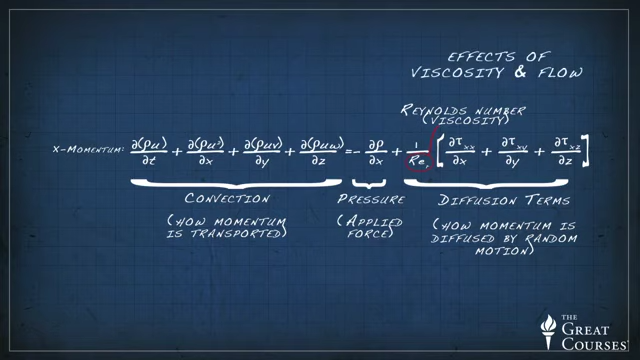 EFFECTS OF
VISCOSITY & FLOW
REYNOLDS NUMBER
(VISCOSITY)
X-MOMENTUM: ∂(ρu)/∂t + ∂(ρu²)/∂x + ∂(ρuv)/∂y + ∂(ρuw)/∂z = - ∂p/∂x + 1/Reᵣ [ ∂τxx/∂x + ∂τxy/∂y + ∂τxz/∂z ]
CONVECTION PRESSURE DIFFUSION TERMS
(HOW MOMENTUM (APPLIED (HOW MOMENTUM IS
IS TRANSPORTED) FORCE) DIFFUSED BY RANDOM
MOTION)
THE
GREAT
COURSES